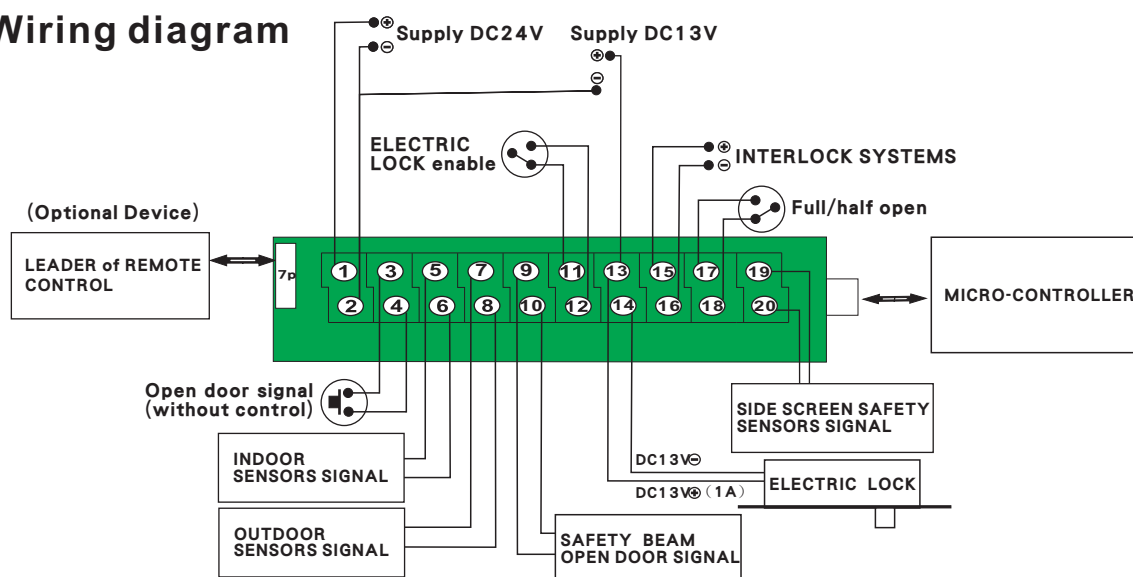 Wiring diagram
Supply DC24V
Supply DC13V
ELECTRIC
LOCK enable
INTERLOCK SYSTEMS
Full/half open
(Optional Device)
LEADER of REMOTE
CONTROL
7p
1 3 5 7 9 11 13 15 17 19
2 4 6 8 10 12 14 16 18 20
MICRO-CONTROLLER
Open door signal
(without control)
SIDE SCREEN SAFETY
SENSORS SIGNAL
INDOOR
SENSORS SIGNAL
DC13V⊖
DC13V⊕(1A)
ELECTRIC LOCK
OUTDOOR
SENSORS SIGNAL
SAFETY BEAM
OPEN DOOR SIGNAL